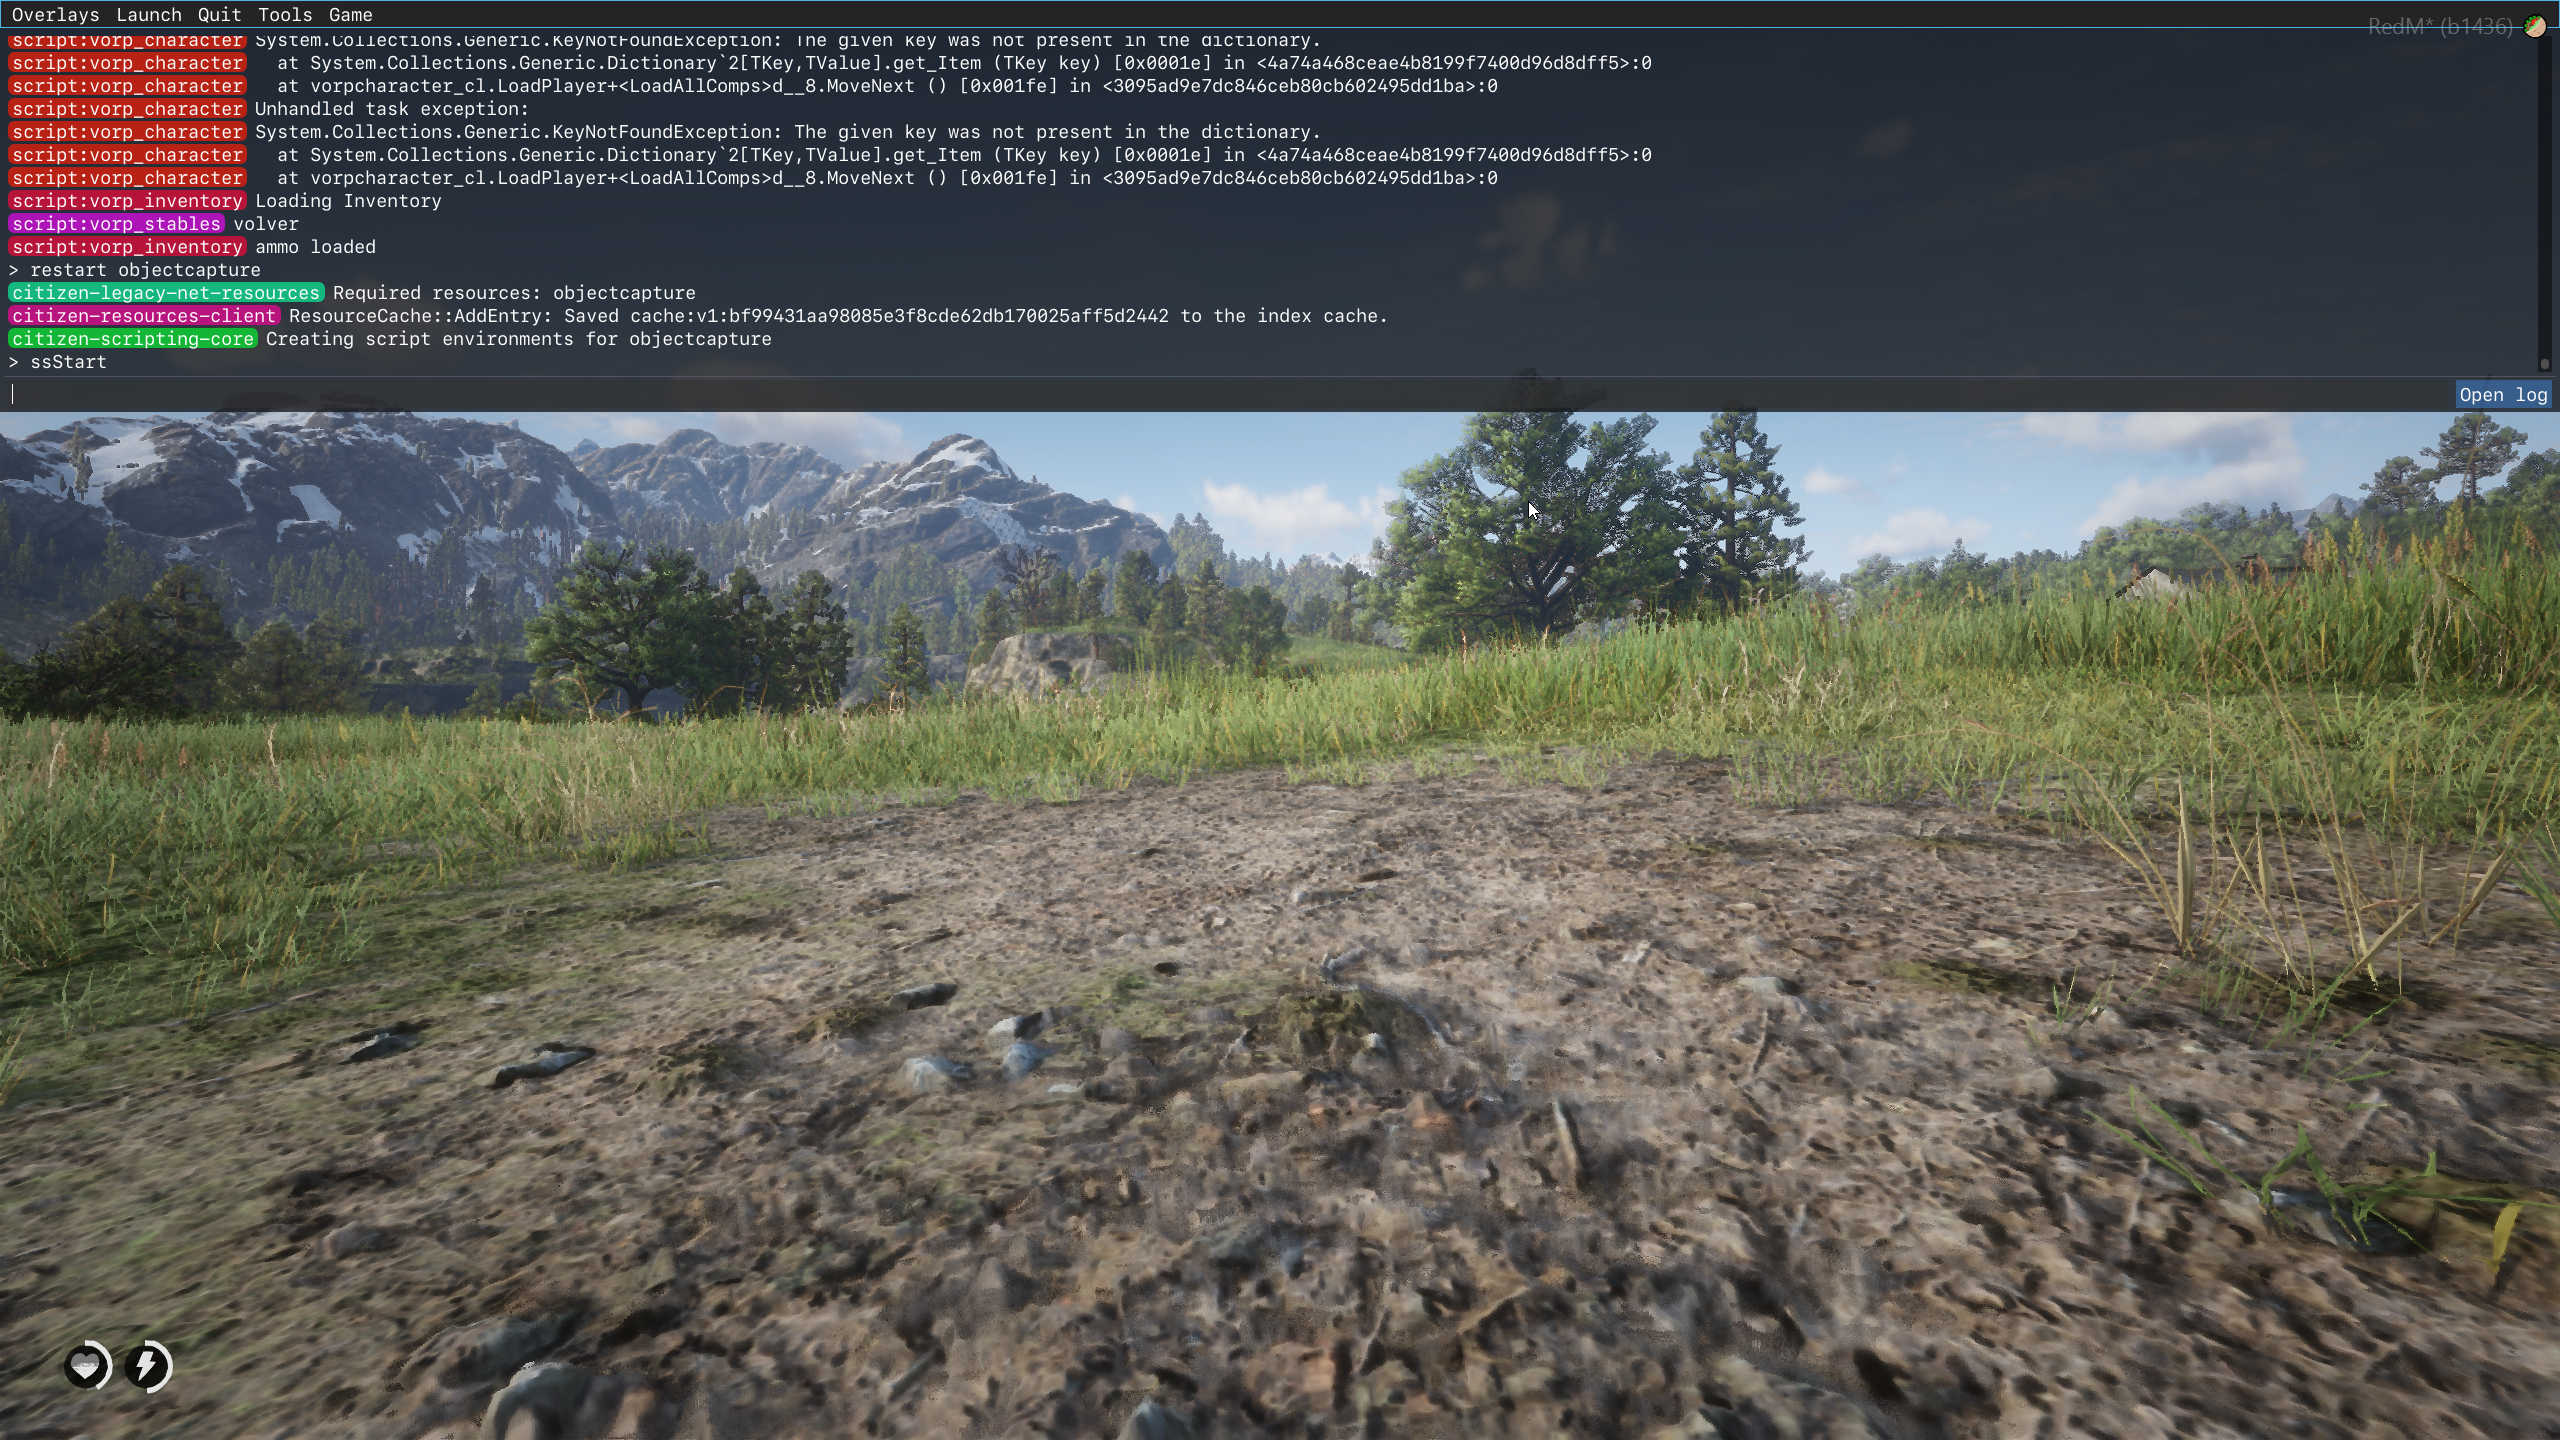 Overlays Launch Quit Tools Game
RedM* (b1436)
script:vorp_character System.Collections.Generic.KeyNotFoundException: The given key was not present in the dictionary.
script:vorp_character at System.Collections.Generic.Dictionary`2[TKey,TValue].get_Item (TKey key) [0x0001e] in <4a74a468ceae4b8199f7400d96d8dff5>:0
script:vorp_character at vorpcharacter_cl.LoadPlayer+<LoadAllComps>d__8.MoveNext () [0x001fe] in <3095ad9e7dc846ceb80cb602495dd1ba>:0
script:vorp_character Unhandled task exception:
script:vorp_character System.Collections.Generic.KeyNotFoundException: The given key was not present in the dictionary.
script:vorp_character at System.Collections.Generic.Dictionary`2[TKey,TValue].get_Item (TKey key) [0x0001e] in <4a74a468ceae4b8199f7400d96d8dff5>:0
script:vorp_character at vorpcharacter_cl.LoadPlayer+<LoadAllComps>d__8.MoveNext () [0x001fe] in <3095ad9e7dc846ceb80cb602495dd1ba>:0
script:vorp_inventory Loading Inventory
script:vorp_stables volver
script:vorp_inventory ammo loaded
> restart objectcapture
citizen-legacy-net-resources Required resources: objectcapture
citizen-resources-client ResourceCache::AddEntry: Saved cache:v1:bf99431aa98085e3f8cde62db170025aff5d2442 to the index cache.
citizen-scripting-core Creating script environments for objectcapture
> ssStart
Open log